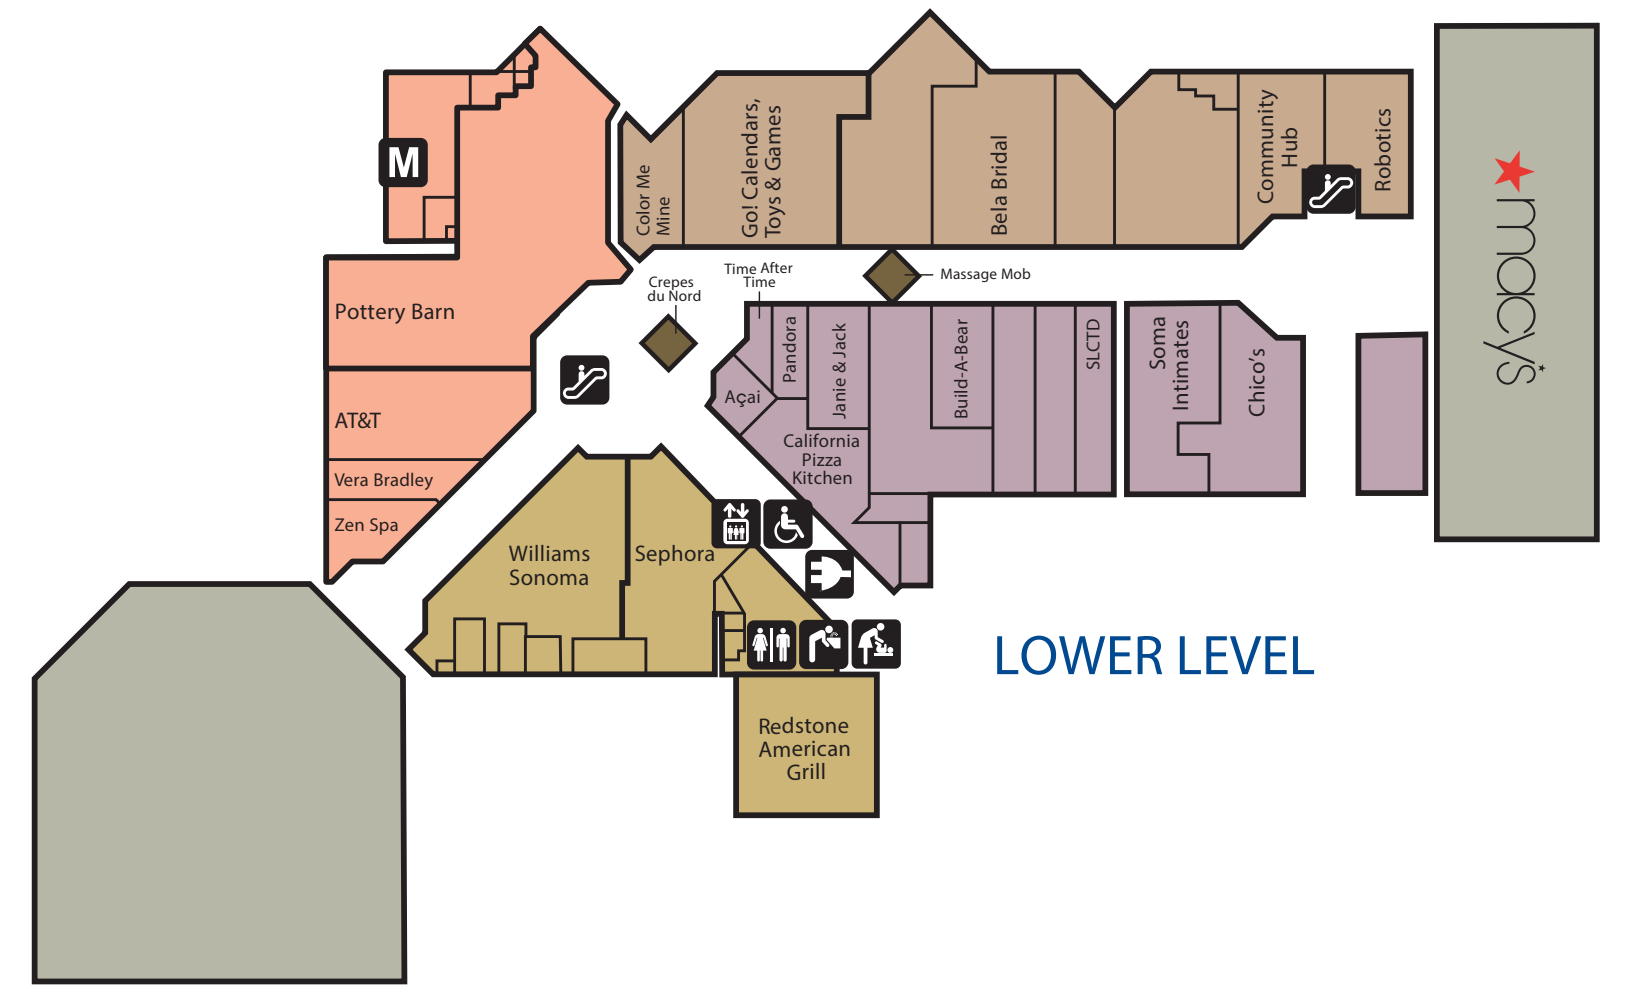 M
Color Me
Mine
Go! Calendars,
Toys & Games
Bela Bridal
Community
Hub
Robotics
macy's
Pottery Barn
AT&T
Vera Bradley
Zen Spa
Crepes
du Nord
Time After
Time
Massage Mob
Pandora
Janie & Jack
Build-A-Bear
SLCTD
Soma
Intimates
Chico's
Açai
California
Pizza
Kitchen
Williams
Sonoma
Sephora
Redstone
American
Grill
LOWER LEVEL